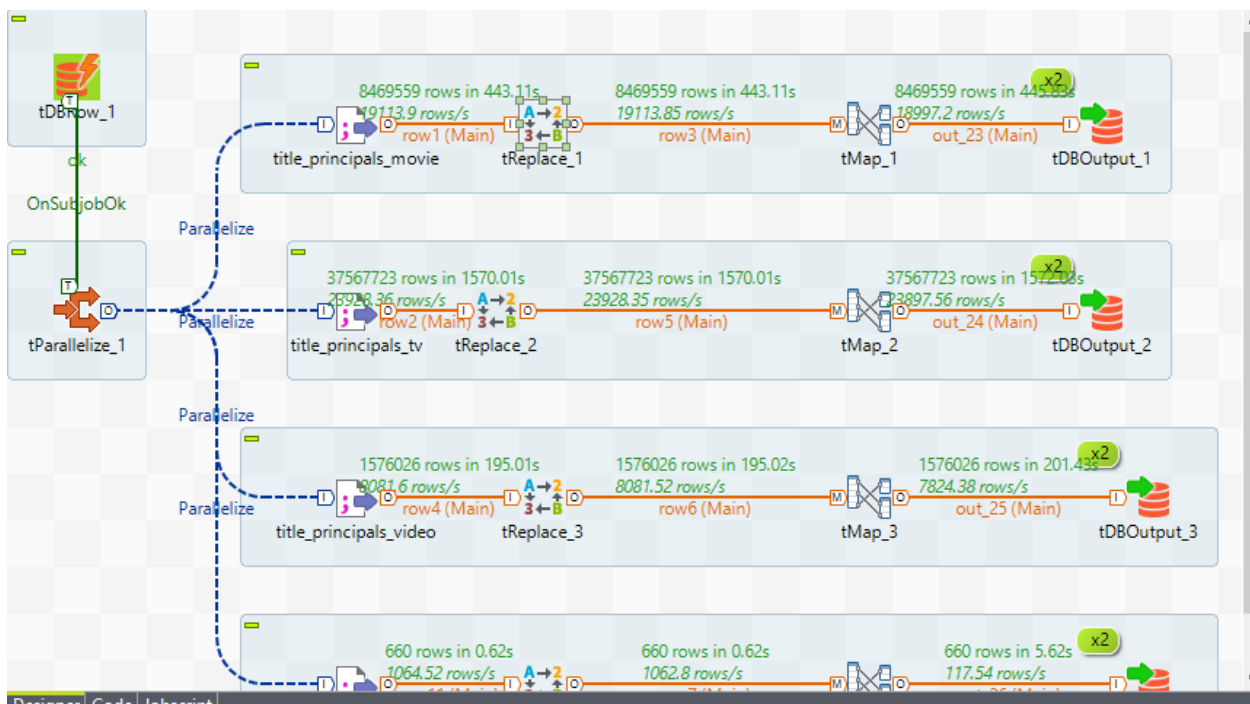 tDBRow_1
ok
OnSubjobOk
tParallelize_1
Parallelize
Parallelize
Parallelize
Parallelize
x2
8469559 rows in 443.11s
19113.9 rows/s
row1 (Main)
8469559 rows in 443.11s
19113.85 rows/s
row3 (Main)
8469559 rows in 445.83s
18997.2 rows/s
out_23 (Main)
title_principals_movie
tReplace_1
tMap_1
tDBOutput_1
x2
37567723 rows in 1570.01s
23928.36 rows/s
row2 (Main)
37567723 rows in 1570.01s
23928.35 rows/s
row5 (Main)
37567723 rows in 1572.03s
23897.56 rows/s
out_24 (Main)
title_principals_tv
tReplace_2
tMap_2
tDBOutput_2
x2
1576026 rows in 195.01s
8081.6 rows/s
row4 (Main)
1576026 rows in 195.02s
8081.52 rows/s
row6 (Main)
1576026 rows in 201.43s
7824.38 rows/s
out_25 (Main)
title_principals_video
tReplace_3
tMap_3
tDBOutput_3
x2
660 rows in 0.62s
1064.52 rows/s
660 rows in 0.62s
1062.8 rows/s
660 rows in 5.62s
117.54 rows/s
Designer
Code
Jobscript